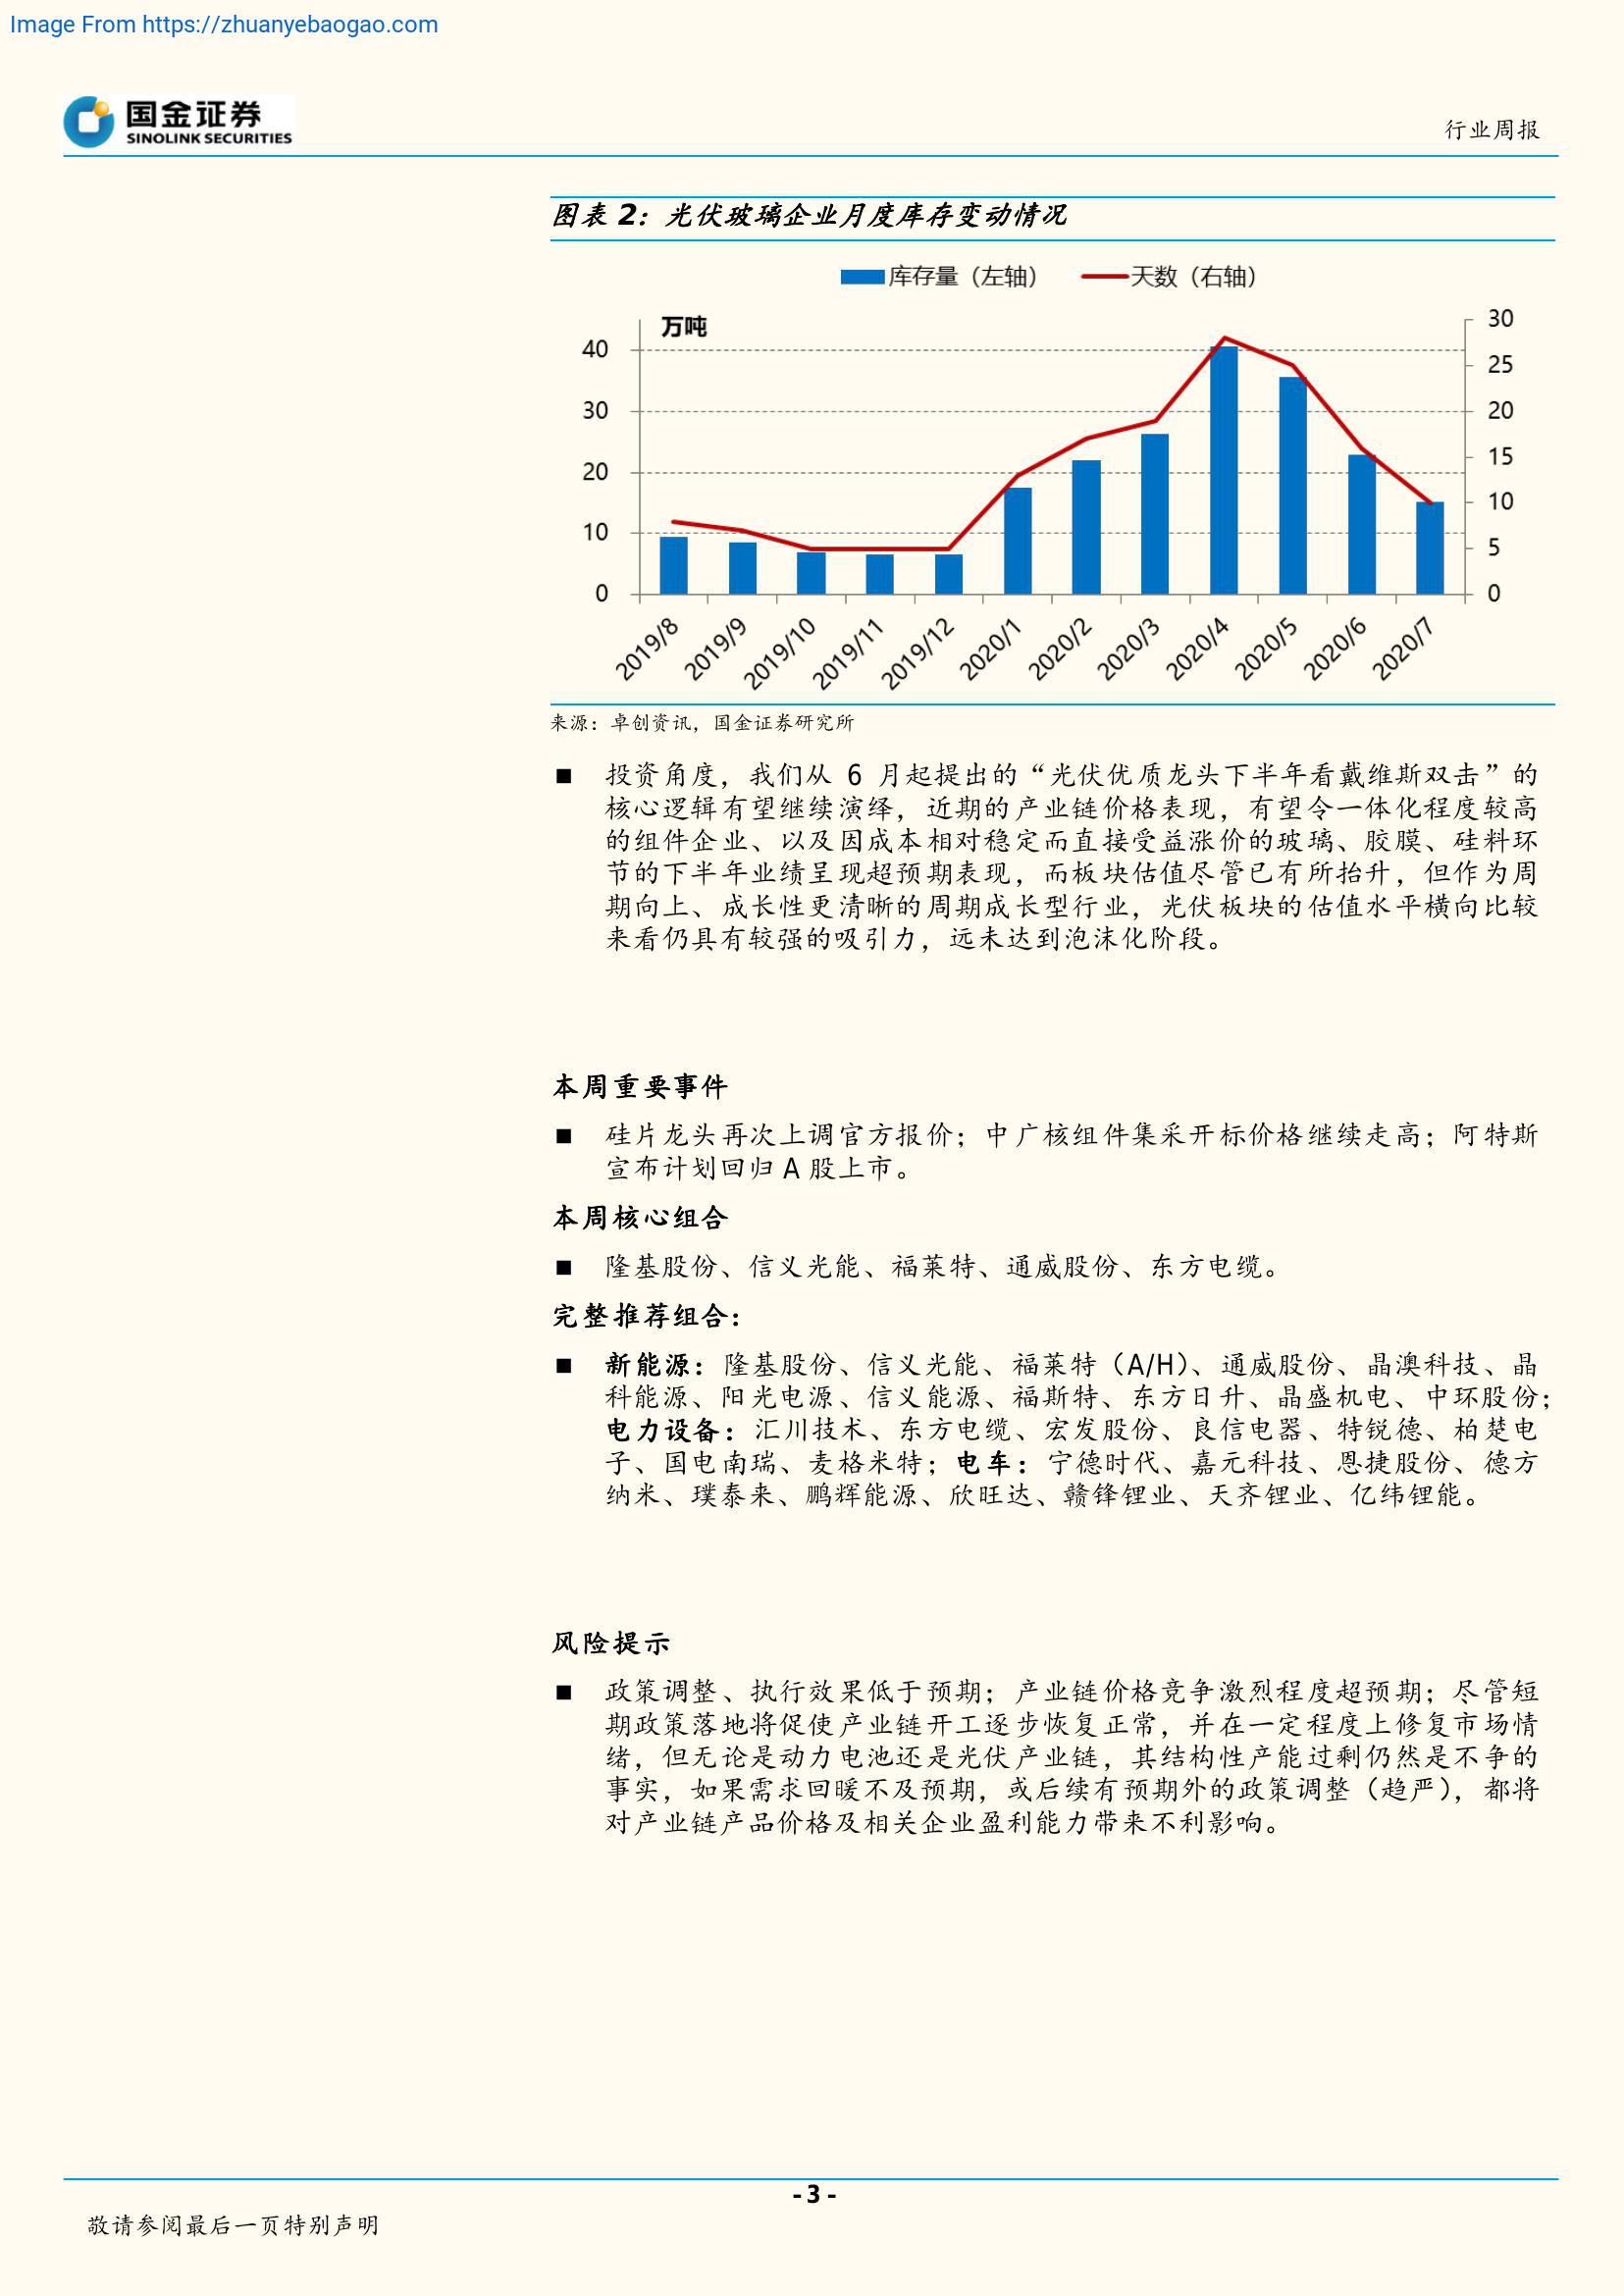 Image From https://zhuanyebaogao.com
国金证券
SINOLINK SECURITIES
行业周报
图表 2：光伏玻璃企业月度库存变动情况
库存量（左轴） 天数（右轴）
万吨
40
30
20
10
0
30
25
20
15
10
5
0
2019/8 2019/9 2019/10 2019/11 2019/12 2020/1 2020/2 2020/3 2020/4 2020/5 2020/6 2020/7
来源：卓创资讯，国金证券研究所
■ 投资角度，我们从 6 月起提出的“光伏优质龙头下半年看戴维斯双击”的
核心逻辑有望继续演绎，近期的产业链价格表现，有望令一体化程度较高
的组件企业、以及因成本相对稳定而直接受益涨价的玻璃、胶膜、硅料环
节的下半年业绩呈现超预期表现，而板块估值尽管已有所抬升，但作为周
期向上、成长性更清晰的周期成长型行业，光伏板块的估值水平横向比较
来看仍具有较强的吸引力，远未达到泡沫化阶段。
本周重要事件
■ 硅片龙头再次上调官方报价；中广核组件集采开标价格继续走高；阿特斯
宣布计划回归 A 股上市。
本周核心组合
■ 隆基股份、信义光能、福莱特、通威股份、东方电缆。
完整推荐组合：
■ 新能源：隆基股份、信义光能、福莱特（A/H）、通威股份、晶澳科技、晶
科能源、阳光电源、信义能源、福斯特、东方日升、晶盛机电、中环股份；
电力设备：汇川技术、东方电缆、宏发股份、良信电器、特锐德、柏楚电
子、国电南瑞、麦格米特；电车：宁德时代、嘉元科技、恩捷股份、德方
纳米、璞泰来、鹏辉能源、欣旺达、赣锋锂业、天齐锂业、亿纬锂能。
风险提示
■ 政策调整、执行效果低于预期；产业链价格竞争激烈程度超预期；尽管短
期政策落地将促使产业链开工逐步恢复正常，并在一定程度上修复市场情
绪，但无论是动力电池还是光伏产业链，其结构性产能过剩仍然是不争的
事实，如果需求回暖不及预期，或后续有预期外的政策调整（趋严），都将
对产业链产品价格及相关企业盈利能力带来不利影响。
- 3 -
敬请参阅最后一页特别声明